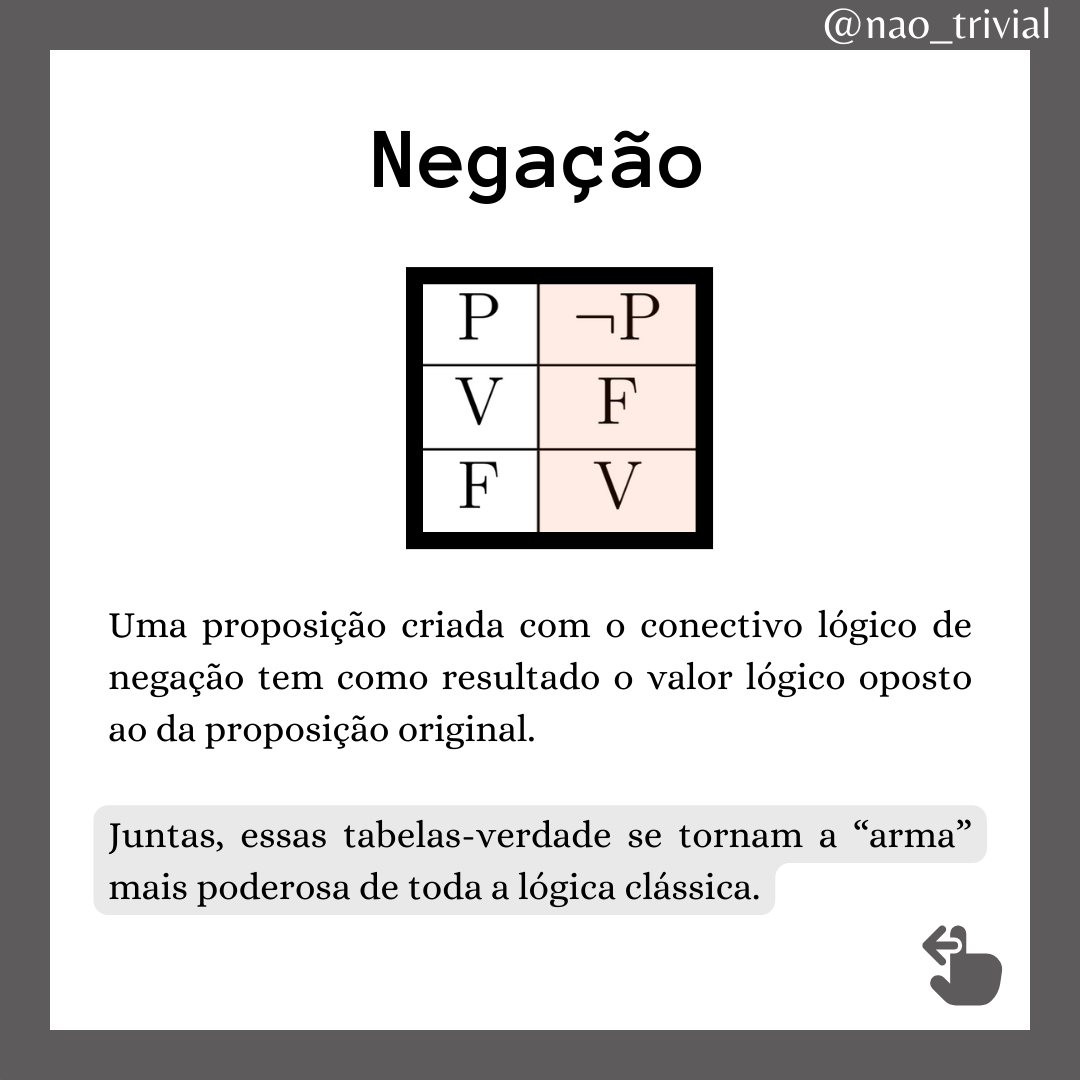 @nao_trivial
Negação
P ¬P
V F
F V
Uma proposição criada com o conectivo lógico de
negação tem como resultado o valor lógico oposto
ao da proposição original.
Juntas, essas tabelas-verdade se tornam a “arma”
mais poderosa de toda a lógica clássica.